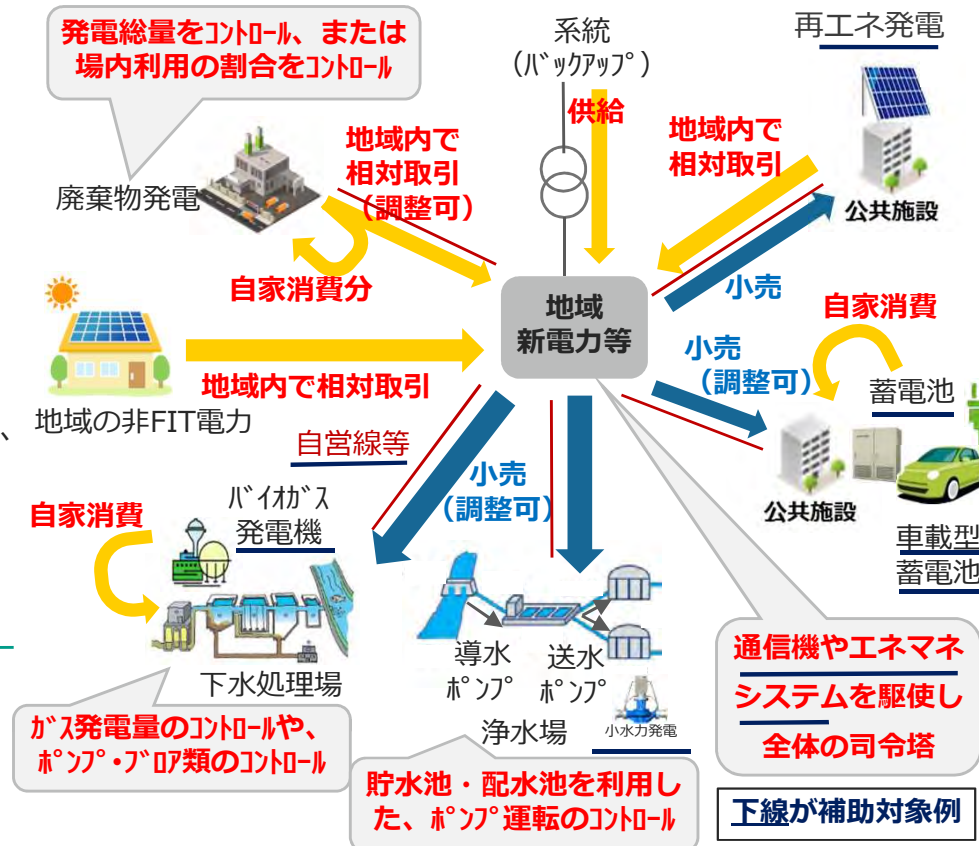 発電総量をｺﾝﾄﾛｰﾙ、または
場内利用の割合をｺﾝﾄﾛｰﾙ
系統
（ﾊﾞｯｸｱｯﾌﾟ）
供給
再エネ発電
地域内で
相対取引
（調整可）
地域内で
相対取引
廃棄物発電
公共施設
自家消費分
小売
地域
新電力等
自家消費
小売
（調整可）
蓄電池
地域内で相対取引
地域の非FIT電力
、
自営線等
小売
（調整可）
公共施設
車載型
蓄電池
自家消費
ﾊﾞｲｵｶﾞｽ
発電機
下水処理場
導水
ﾎﾟﾝﾌﾟ
送水
ﾎﾟﾝﾌﾟ
浄水場
小水力発電
通信機やエネマネ
システムを駆使し
全体の司令塔
ｶﾞｽ発電量のｺﾝﾄﾛｰﾙや、
ﾎﾟﾝﾌﾟ・ﾌﾞﾛｱ類のｺﾝﾄﾛｰﾙ
貯水池・配水池を利用し
た、ﾎﾟﾝﾌﾟ運転のｺﾝﾄﾛｰﾙ
下線が補助対象例